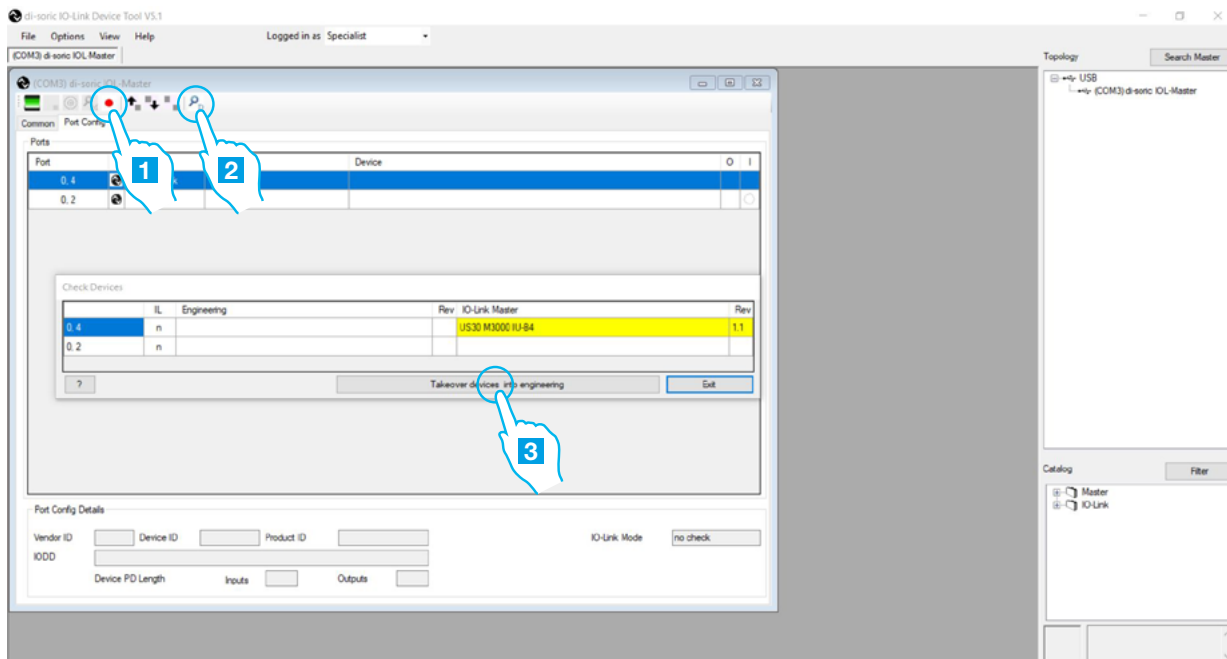 di-soric IO-Link Device Tool V5.1
File Options View Help Logged in as Specialist
(COM3) di-soric IOL-Master
Topology Search Master
USB
(COM3) di-soric IOL-Master
(COM3) di-soric IOL-Master
Common Port Config
1 2
Ports
Port Device O I
0, 4
0, 2
Check Devices
IL Engineering Rev IO-Link Master Rev
0, 4 n US30 M3000 IU-B4 1.1
0, 2 n
? Takeover devices into engineering Exit
3
Port Config Details
Vendor ID Device ID Product ID IO-Link Mode no check
IODD
Device PD Length Inputs Outputs
Catalog Filter
Master
IO-Link